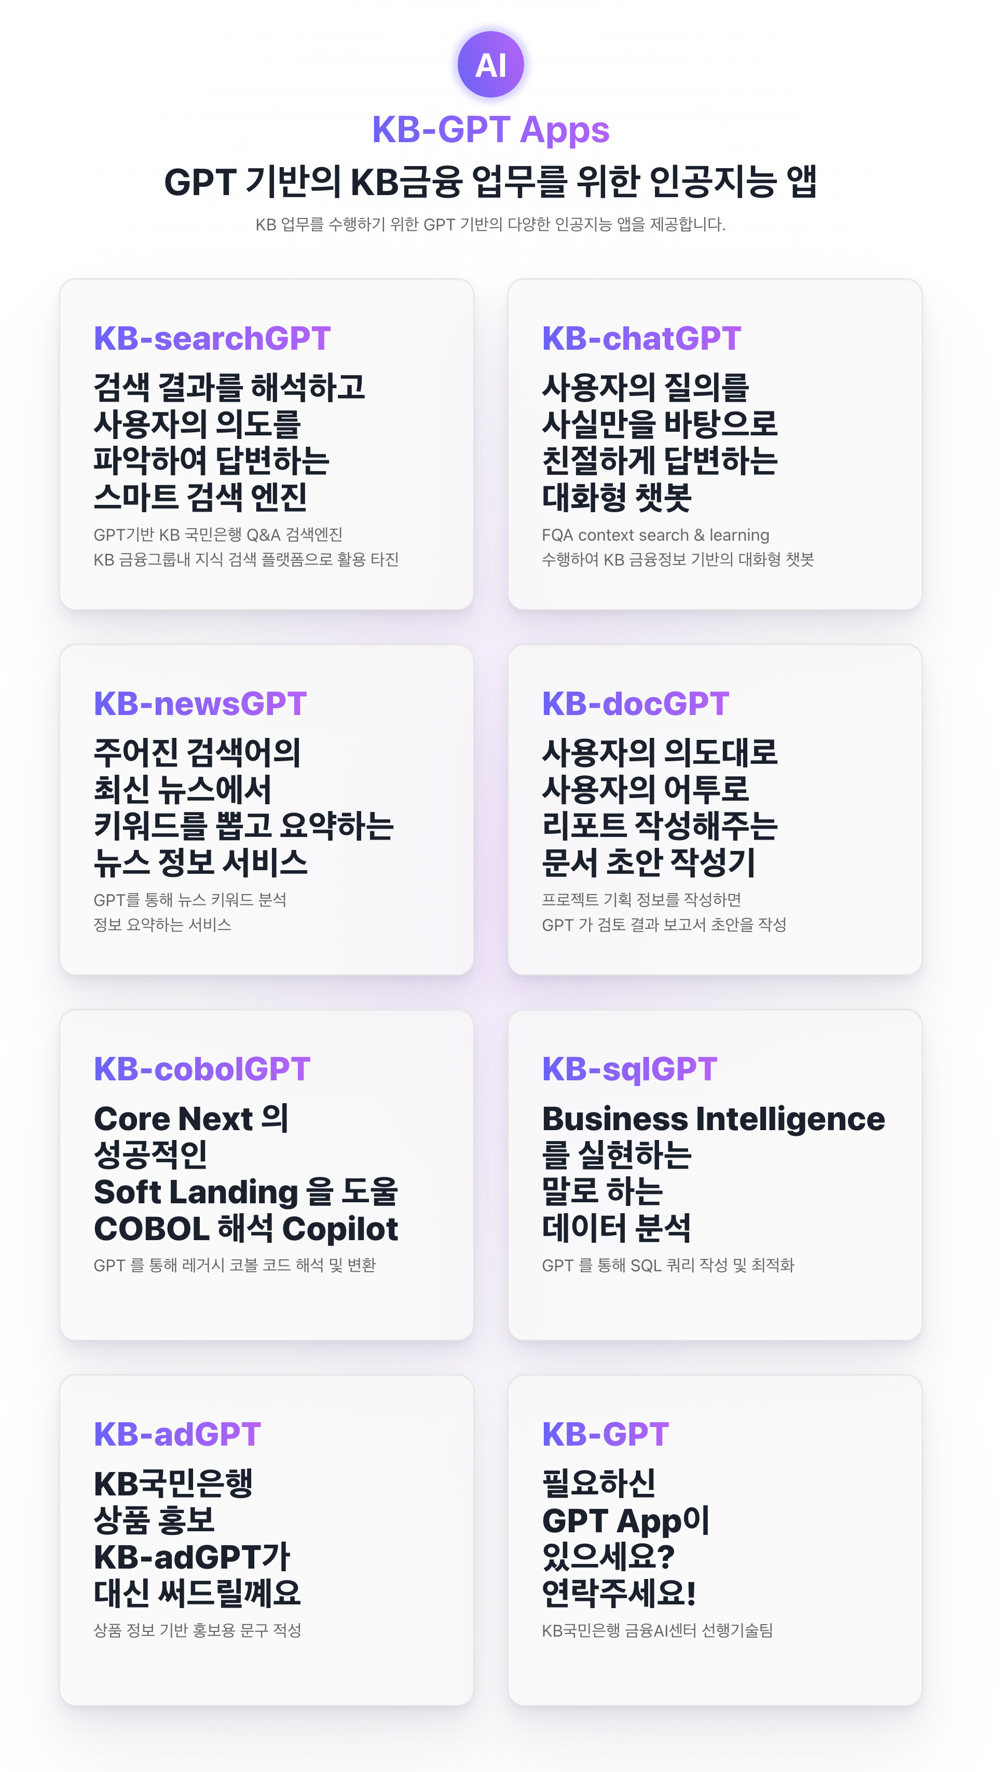 AI
KB-GPT Apps
GPT 기반의 KB금융 업무를 위한 인공지능 앱
KB 업무를 수행하기 위한 GPT 기반의 다양한 인공지능 앱을 제공합니다.
KB-searchGPT
검색 결과를 해석하고
사용자의 의도를
파악하여 답변하는
스마트 검색 엔진
GPT기반 KB 국민은행 Q&A 검색엔진
KB 금융그룹내 지식 검색 플랫폼으로 활용 타진
KB-chatGPT
사용자의 질의를
사실만을 바탕으로
친절하게 답변하는
대화형 챗봇
FQA context search & learning
수행하여 KB 금융정보 기반의 대화형 챗봇
KB-newsGPT
주어진 검색어의
최신 뉴스에서
키워드를 뽑고 요약하는
뉴스 정보 서비스
GPT를 통해 뉴스 키워드 분석
정보 요약하는 서비스
KB-docGPT
사용자의 의도대로
사용자의 어투로
리포트 작성해주는
문서 초안 작성기
프로젝트 기획 정보를 작성하면
GPT 가 검토 결과 보고서 초안을 작성
KB-cobolGPT
Core Next 의
성공적인
Soft Landing 을 도울
COBOL 해석 Copilot
GPT 를 통해 레거시 코볼 코드 해석 및 변환
KB-sqlGPT
Business Intelligence
를 실현하는
말로 하는
데이터 분석
GPT 를 통해 SQL 쿼리 작성 및 최적화
KB-adGPT
KB국민은행
상품 홍보
KB-adGPT가
대신 써드릴꼐요
상품 정보 기반 홍보용 문구 적성
KB-GPT
필요하신
GPT App이
있으세요?
연락주세요!
KB국민은행 금융AI센터 선행기술팀